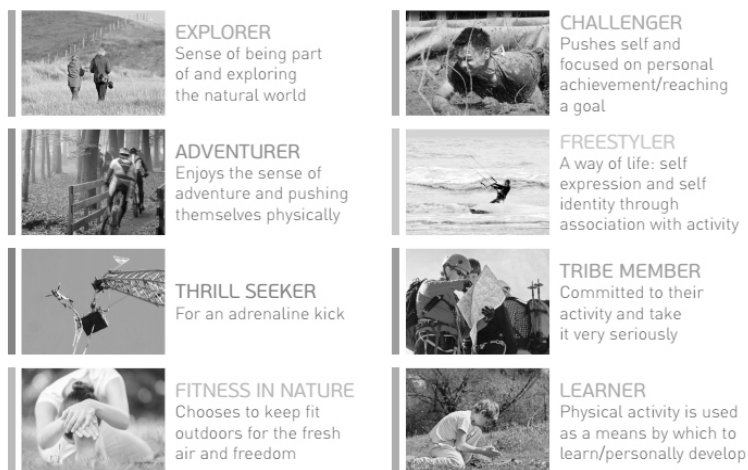 EXPLORER
Sense of being part
of and exploring
the natural world
ADVENTURER
Enjoys the sense of
adventure and pushing
themselves physically
THRILL SEEKER
For an adrenaline kick
FITNESS IN NATURE
Chooses to keep fit
outdoors for the fresh
air and freedom
CHALLENGER
Pushes self and
focused on personal
achievement/reaching
a goal
FREESTYLER
A way of life: self
expression and self
identity through
association with activity
TRIBE MEMBER
Committed to their
activity and take
it very seriously
LEARNER
Physical activity is used
as a means by which to
learn/personally develop